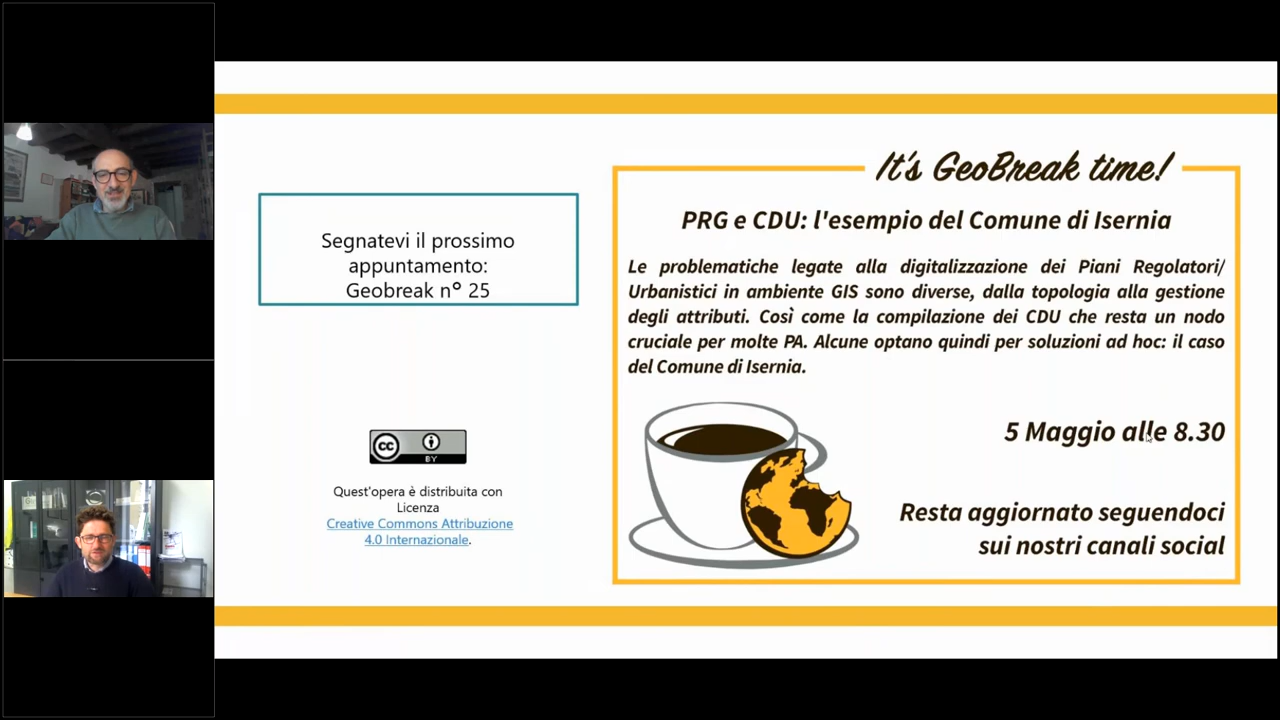 Segnatevi il prossimo
appuntamento:
Geobreak n° 25
CC
BY
Quest'opera è distribuita con
Licenza
Creative Commons Attribuzione
4.0 Internazionale.
It's GeoBreak time!
PRG e CDU: l'esempio del Comune di Isernia
Le problematiche legate alla digitalizzazione dei Piani Regolatori/
Urbanistici in ambiente GIS sono diverse, dalla topologia alla gestione
degli attributi. Così come la compilazione dei CDU che resta un nodo
cruciale per molte PA. Alcune optano quindi per soluzioni ad hoc: il caso
del Comune di Isernia.
5 Maggio alle 8.30
Resta aggiornato seguendoci
sui nostri canali social